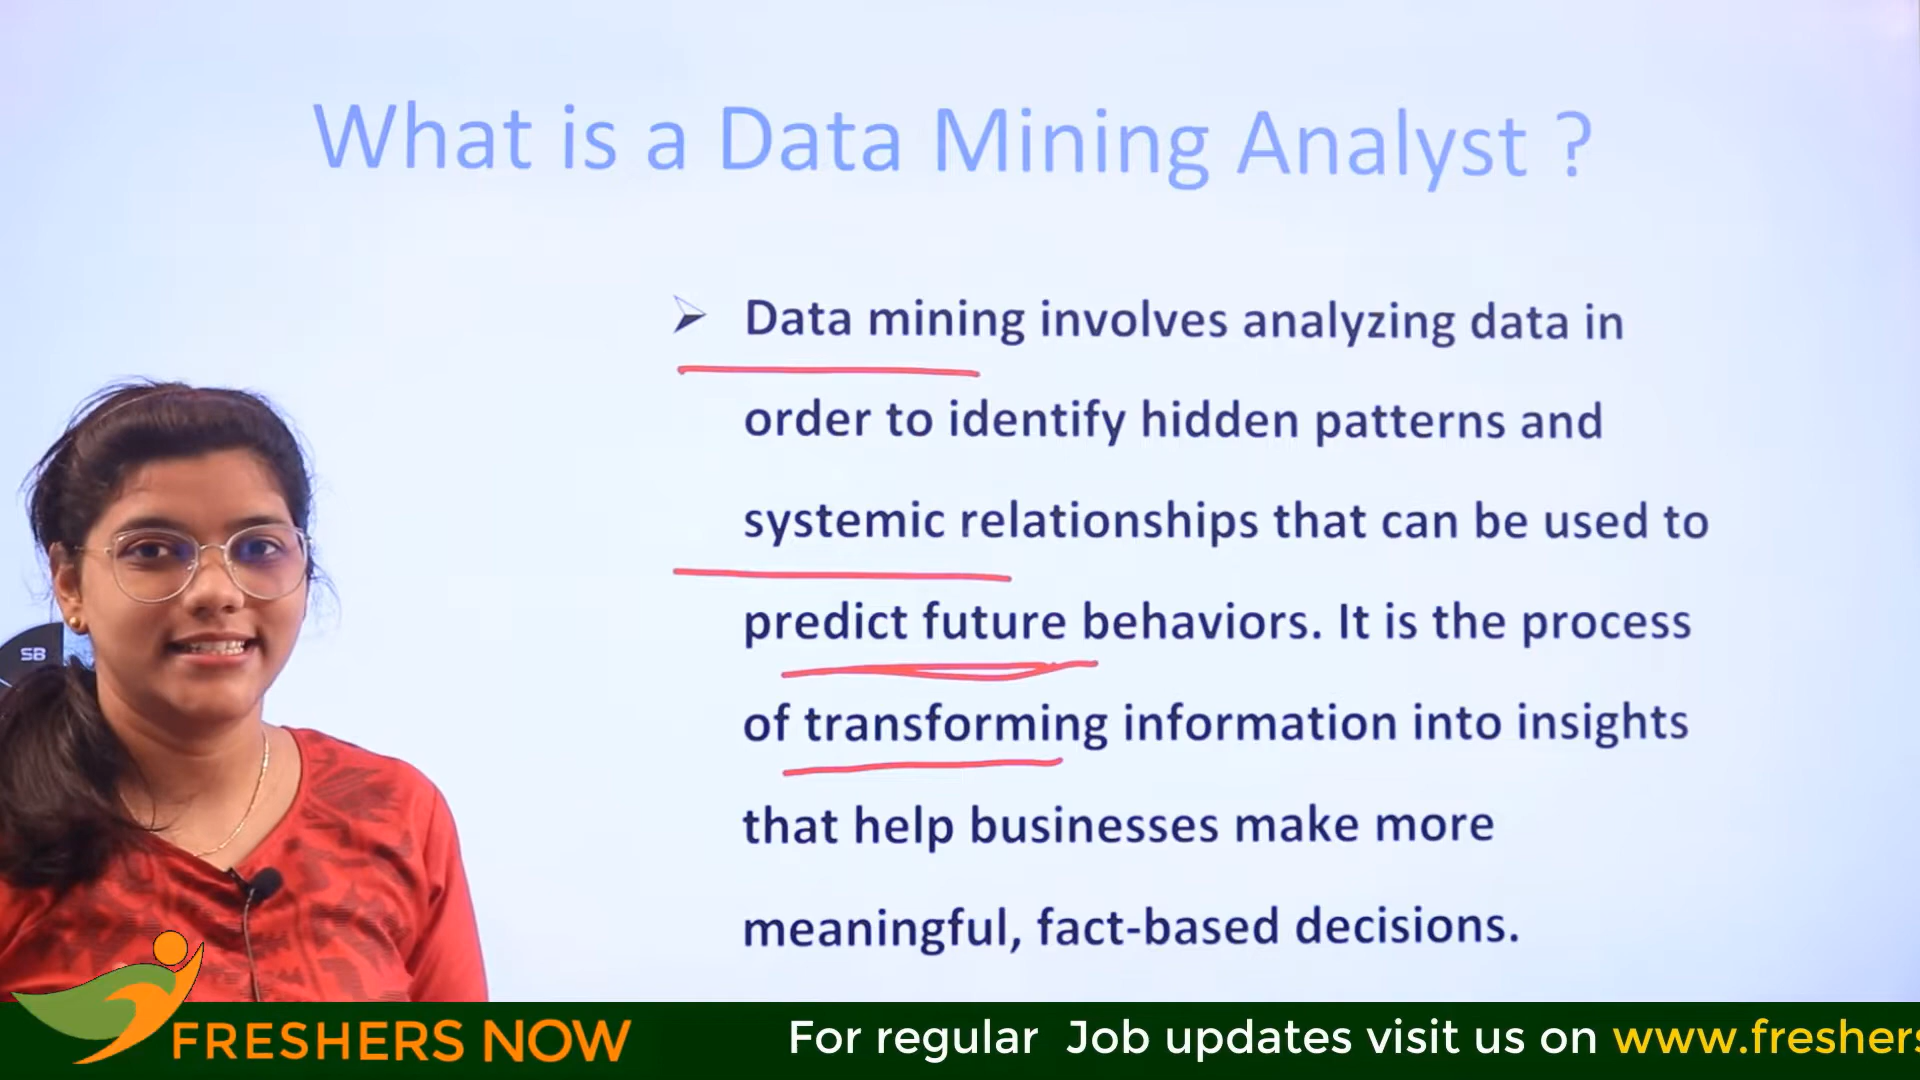 What is a Data Mining Analyst ?
➢ Data mining involves analyzing data in
order to identify hidden patterns and
systemic relationships that can be used to
predict future behaviors. It is the process
of transforming information into insights
that help businesses make more
meaningful, fact-based decisions.
SB
FRESHERS NOW
For regular Job updates visit us on www.freshers